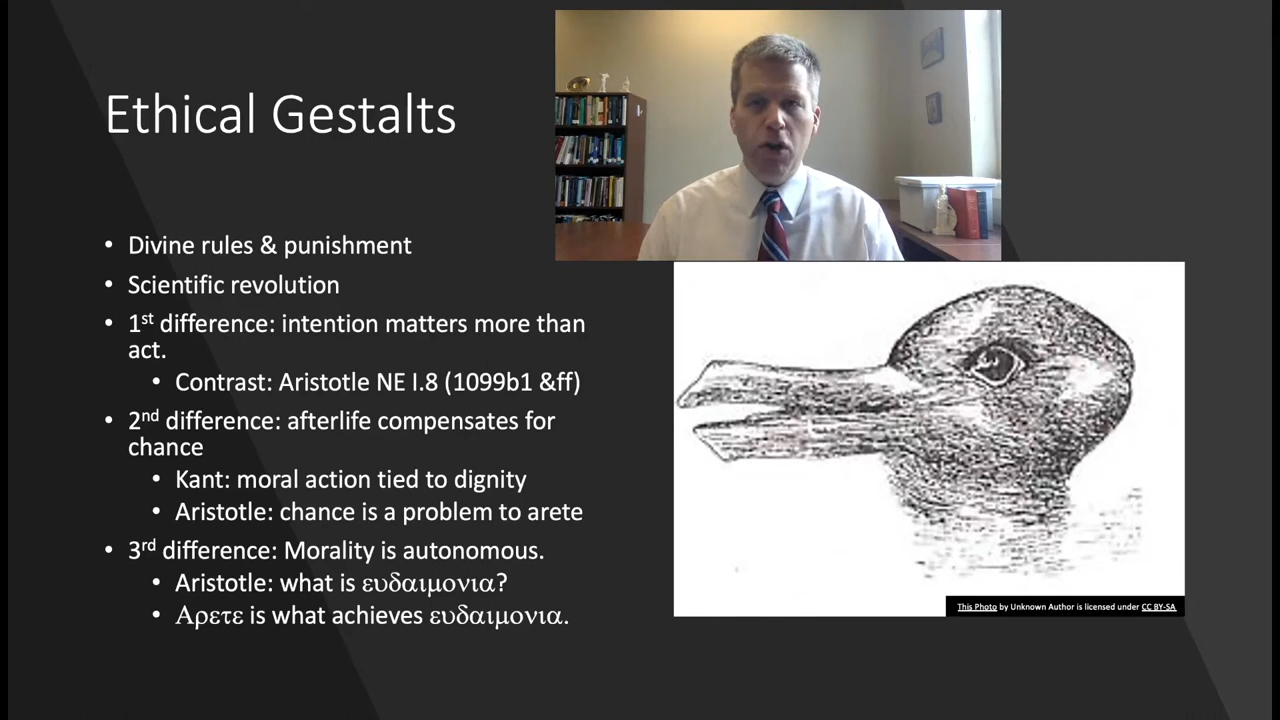 Ethical Gestalts
• Divine rules & punishment
• Scientific revolution
• 1st difference: intention matters more than
act.
• Contrast: Aristotle NE I.8 (1099b1 &ff)
• 2nd difference: afterlife compensates for
chance
• Kant: moral action tied to dignity
• Aristotle: chance is a problem to arete
• 3rd difference: Morality is autonomous.
• Aristotle: what is ευδαιμονια?
• Αρετε is what achieves ευδαιμονια.
This Photo by Unknown Author is licensed under CC BY-SA